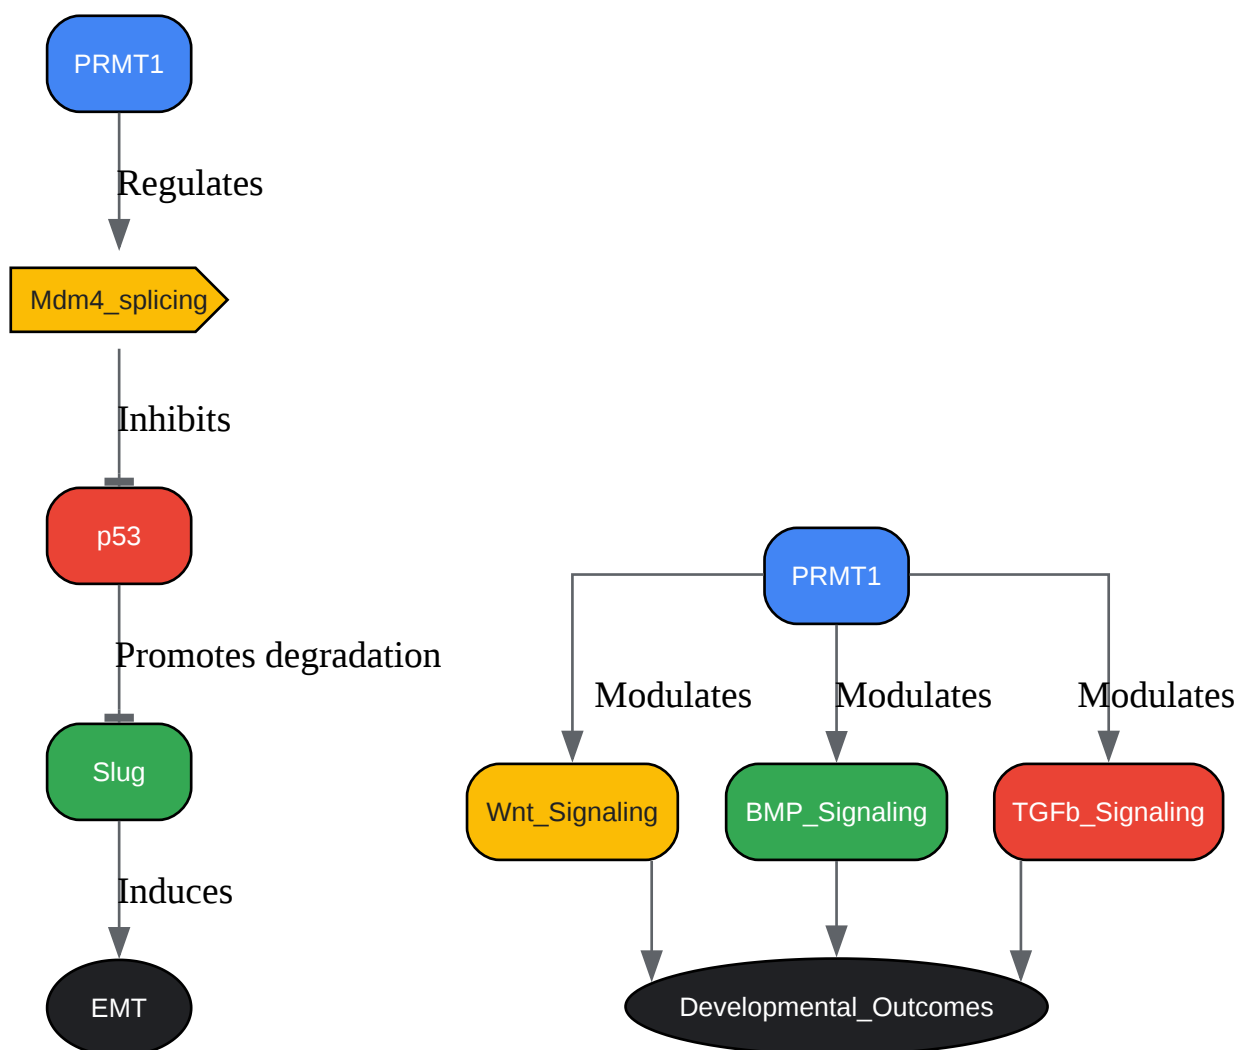 PRMT1
Regulates
Mdm4_splicing
Inhibits
p53
Promotes degradation
Slug
Induces
EMT
PRMT1
Modulates
Modulates
Modulates
Wnt_Signaling
BMP_Signaling
TGFb_Signaling
Developmental_Outcomes